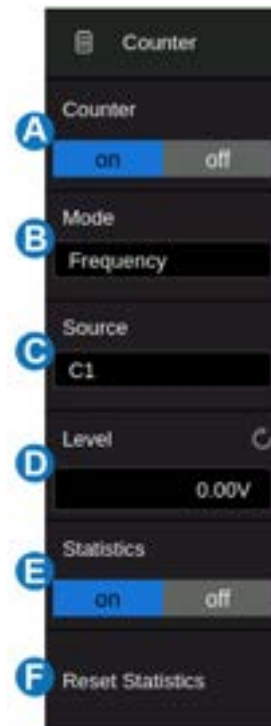 Counter
A
Counter
on off
B
Mode
Frequency
C
Source
C1
D
Level
0.00V
E
Statistics
on off
F
Reset Statistics